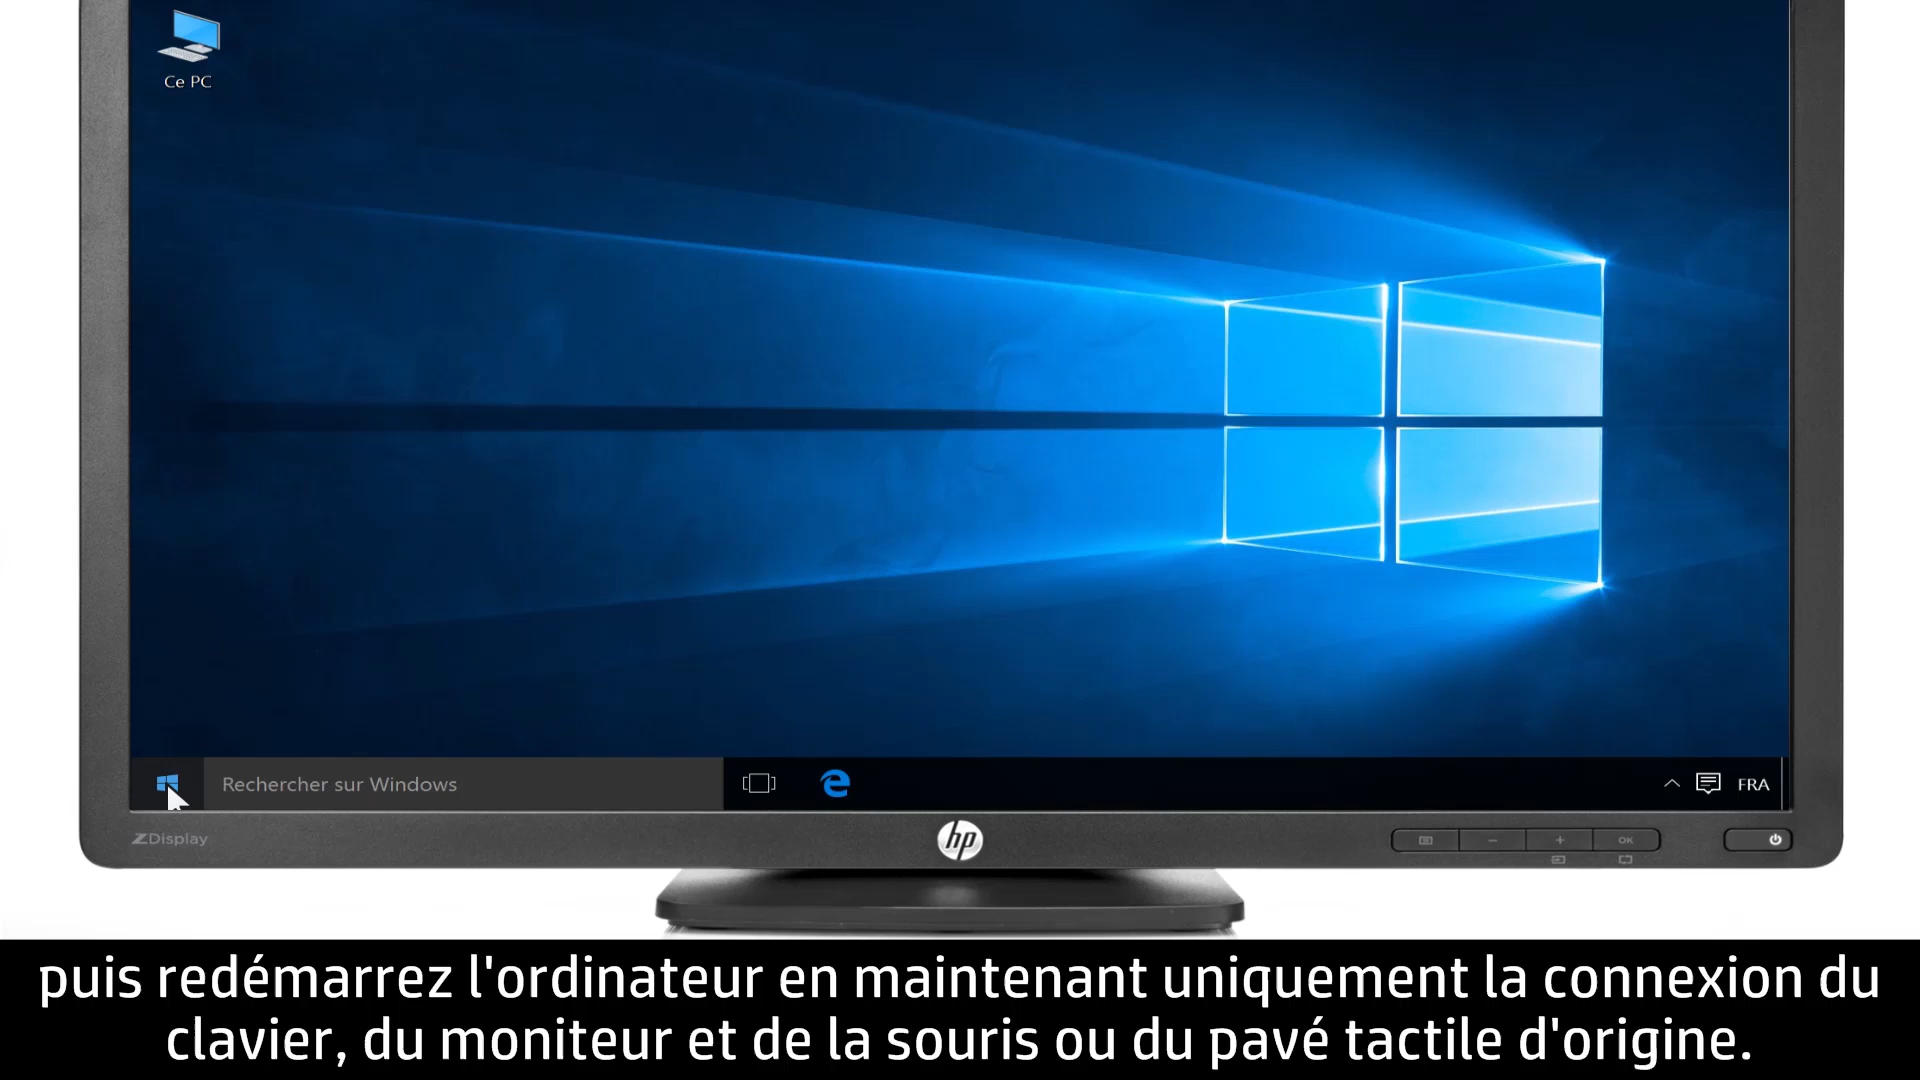 Ce PC
Rechercher sur Windows
FRA
ZDisplay
hp
OK
puis redémarrez l'ordinateur en maintenant uniquement la connexion du
clavier, du moniteur et de la souris ou du pavé tactile d'origine.